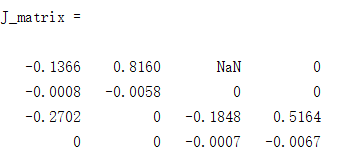 J_matrix =
-0.1366 0.8160 NaN 0
-0.0008 -0.0058 0 0
-0.2702 0 -0.1848 0.5164
0 0 -0.0007 -0.0067